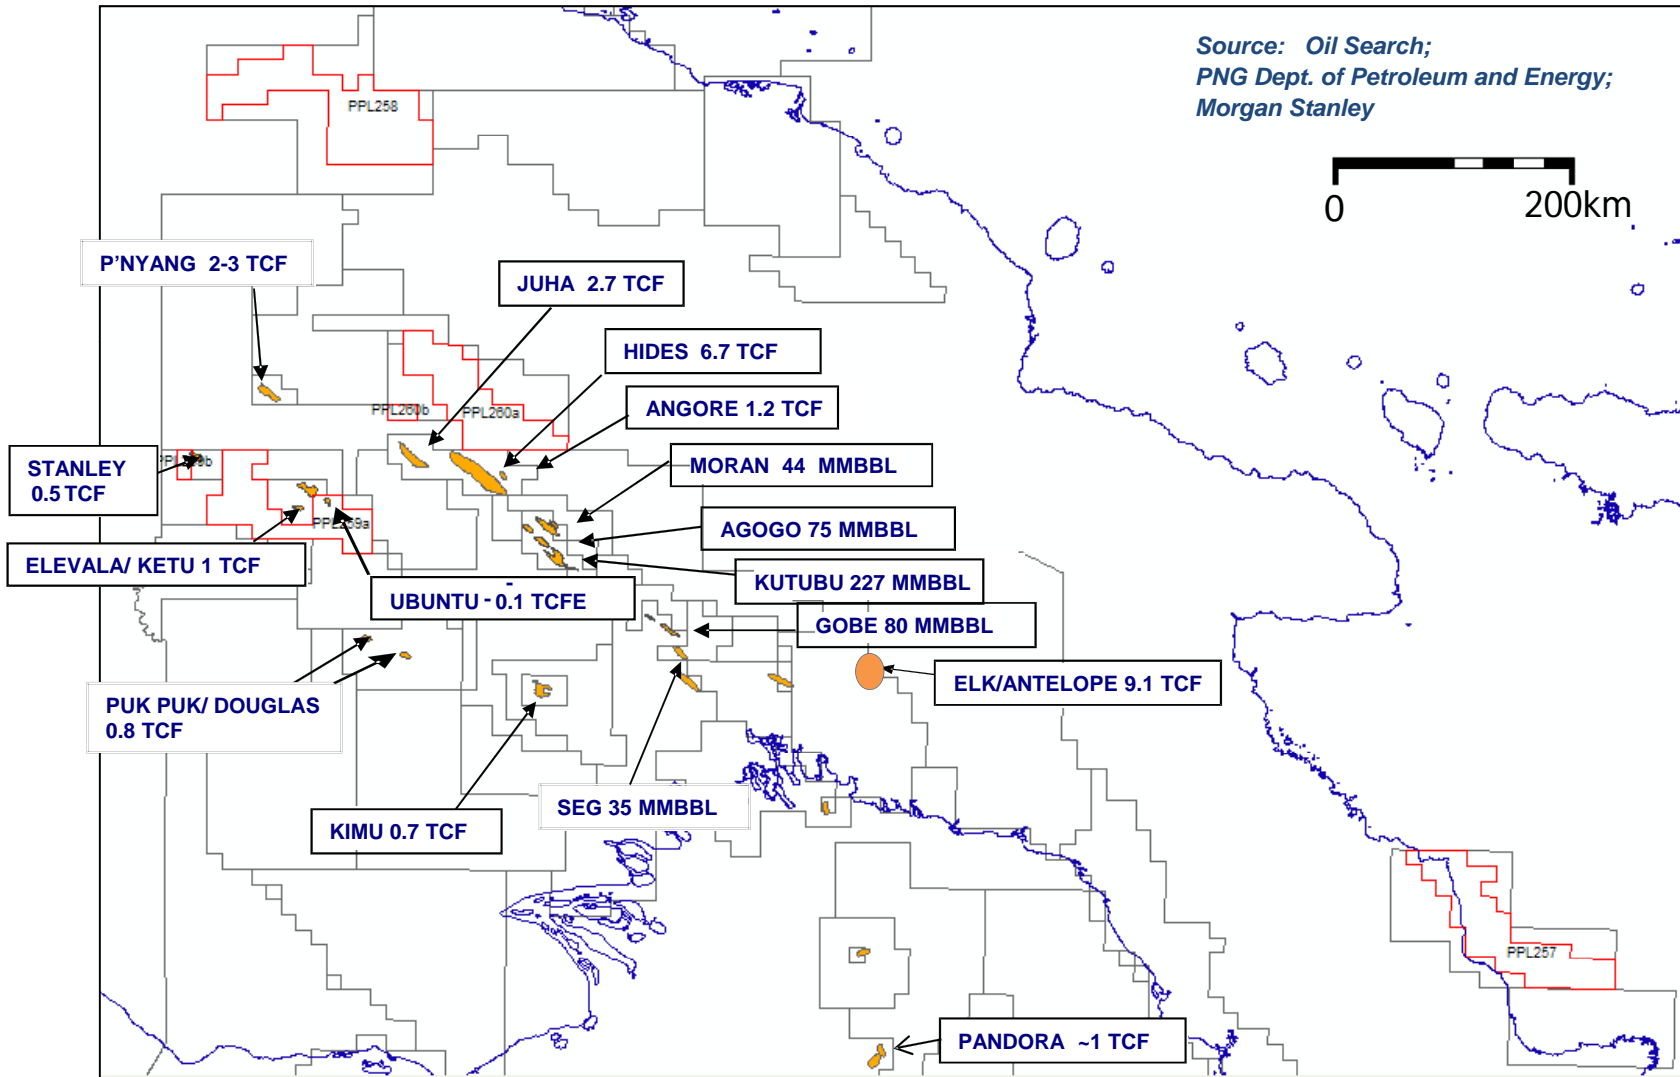 Source: Oil Search;
PNG Dept. of Petroleum and Energy;
Morgan Stanley
0 200km
PPL258
P'NYANG 2-3 TCF
JUHA 2.7 TCF
HIDES 6.7 TCF
PPL260b
PPL260a
ANGORE 1.2 TCF
STANLEY
0.5 TCF
MORAN 44 MMBBL
AGOGO 75 MMBBL
PPL259a
ELEVALA/ KETU 1 TCF
KUTUBU 227 MMBBL
UBUNTU - 0.1 TCFE
GOBE 80 MMBBL
ELK/ANTELOPE 9.1 TCF
PUK PUK/ DOUGLAS
0.8 TCF
SEG 35 MMBBL
KIMU 0.7 TCF
PPL257
PANDORA ~1 TCF